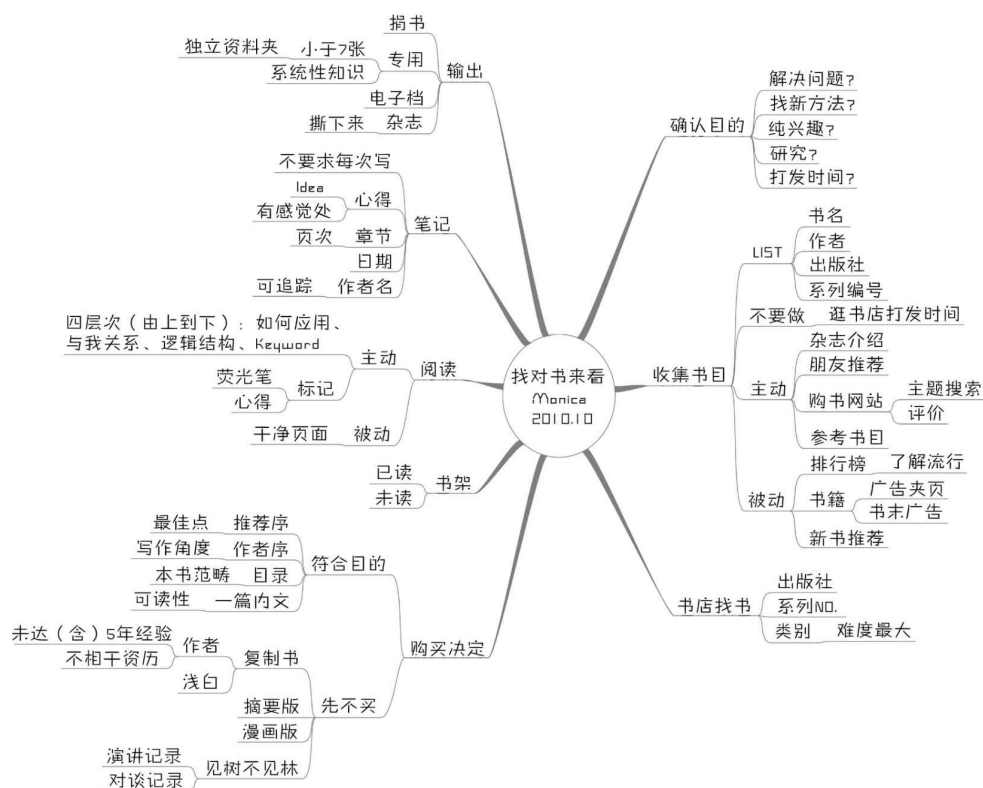 找对书来看
Monica
2010.10
确认目的
解决问题?
找新方法?
纯兴趣?
研究?
打发时间?
收集书目
LIST
书名
作者
出版社
系列编号
不要做
逛书店打发时间
主动
杂志介绍
朋友推荐
购书网站
主题搜索
评价
参考书目
被动
排行榜
了解流行
书籍
广告夹页
书末广告
新书推荐
书店找书
出版社
系列NO.
类别
难度最大
购买决定
符合目的
推荐序
最佳点
作者序
写作角度
目录
本书范畴
一篇内文
可读性
先不买
复制书
作者
未达（含）5年经验
不相干资历
浅白
摘要版
漫画版
见树不见林
演讲记录
对谈记录
书架
已读
未读
阅读
主动
四层次（由上到下）：如何应用、
与我关系、逻辑结构、Keyword
标记
荧光笔
心得
被动
干净页面
笔记
不要求每次写
心得
Idea
有感觉处
章节
页次
日期
作者名
可追踪
输出
捐书
专用
小于7张
独立资料夹
系统性知识
电子档
杂志
撕下来